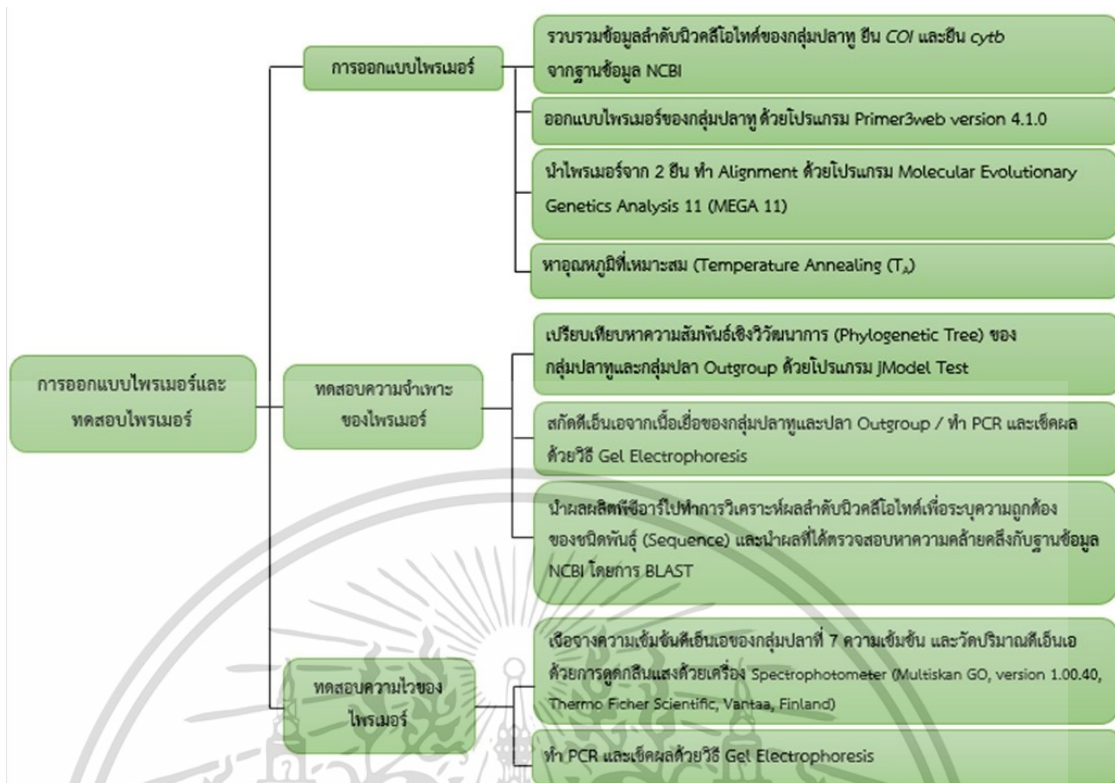 การออกแบบไพรเมอร์และ
ทดสอบไพรเมอร์
การออกแบบไพรเมอร์
รวบรวมข้อมูลลำดับนิวคลีโอไทด์ของกลุ่มปลาทู ยีน COI และยีน cytb
จากฐานข้อมูล NCBI
ออกแบบไพรเมอร์ของกลุ่มปลาทู ด้วยโปรแกรม Primer3web version 4.1.0
นำไพรเมอร์จาก 2 ยีน ทำ Alignment ด้วยโปรแกรม Molecular Evolutionary
Genetics Analysis 11 (MEGA 11)
หาอุณหภูมิที่เหมาะสม (Temperature Annealing (TA)
ทดสอบความจำเพาะ
ของไพรเมอร์
เปรียบเทียบหาความสัมพันธ์เชิงวิวัฒนาการ (Phylogenetic Tree) ของ
กลุ่มปลาทูและกลุ่มปลา Outgroup ด้วยโปรแกรม jModel Test
สกัดดีเอ็นเอจากเนื้อเยื่อของกลุ่มปลาทูและปลา Outgroup / ทำ PCR และเช็คผล
ด้วยวิธี Gel Electrophoresis
นำผลผลิตพีซีอาร์ไปทำการวิเคราะห์ผลลำดับนิวคลีโอไทด์เพื่อระบุความถูกต้อง
ของชนิดพันธุ์ (Sequence) และนำผลที่ได้ตรวจสอบหาความคล้ายคลึงกับฐานข้อมูล
NCBI โดยการ BLAST
ทดสอบความไวของ
ไพรเมอร์
เจือจางความเข้มข้นดีเอ็นเอของกลุ่มปลาที่ 7 ความเข้มข้น และวัดปริมาณดีเอ็นเอ
ด้วยการดูดกลืนแสงด้วยเครื่อง Spectrophotometer (Multiskan GO, version 1.00.40,
Thermo Ficher Scientific, Vantaa, Finland)
ทำ PCR และเช็คผลด้วยวิธี Gel Electrophoresis